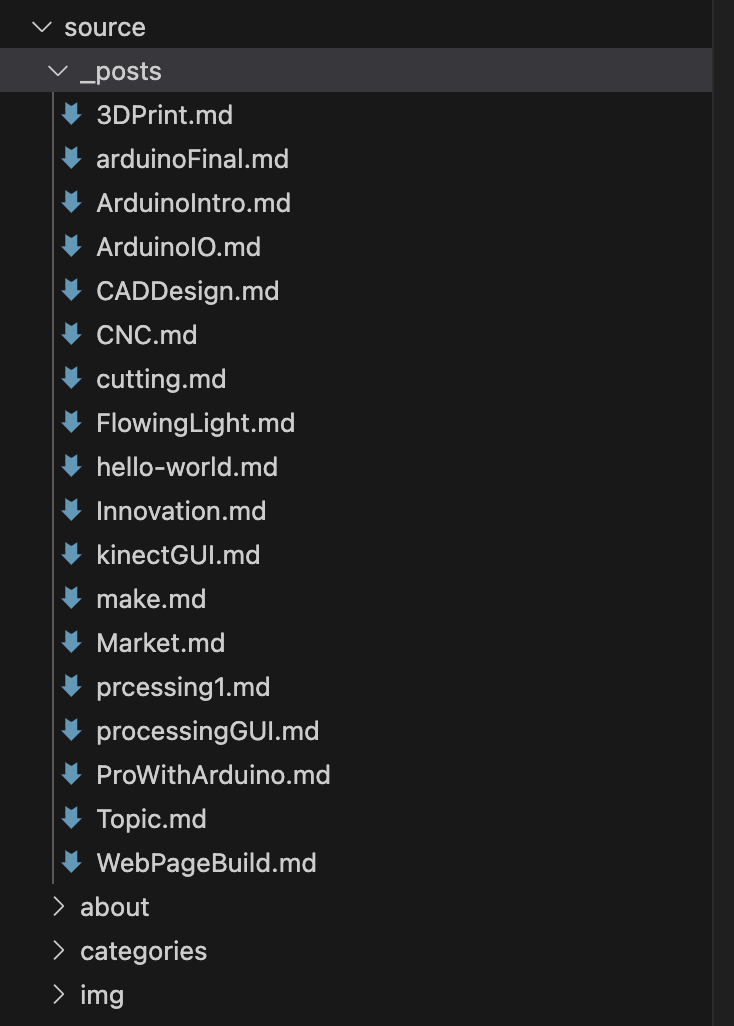 source
_posts
3DPrint.md
arduinoFinal.md
ArduinoIntro.md
ArduinoIO.md
CADDesign.md
CNC.md
cutting.md
FlowingLight.md
hello-world.md
Innovation.md
kinectGUI.md
make.md
Market.md
prcessing1.md
processingGUI.md
ProWithArduino.md
Topic.md
WebPageBuild.md
about
categories
img